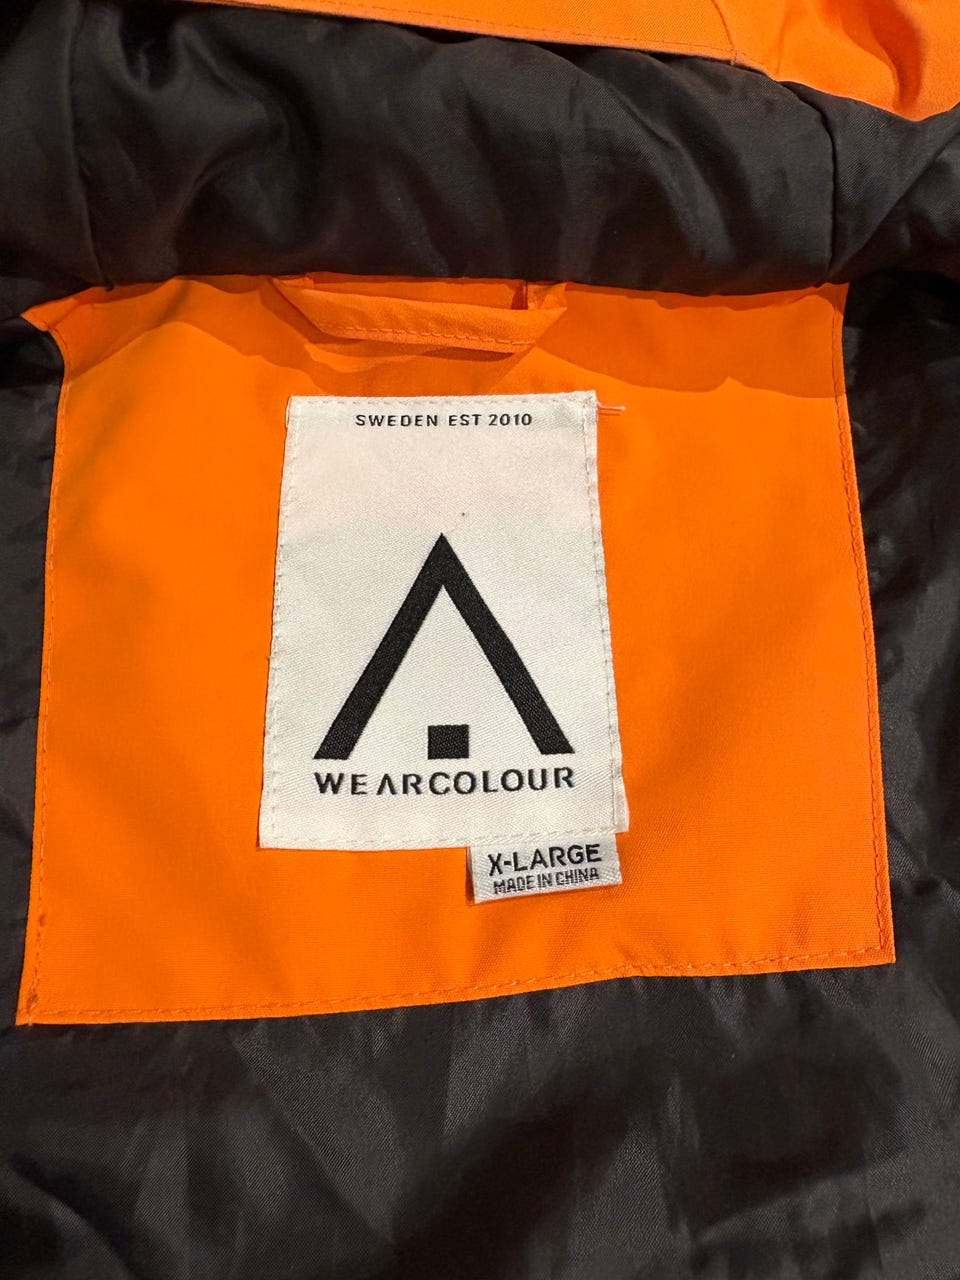 SWEDEN EST 2010
WEARCOLOUR
X-LARGE
MADE IN CHINA